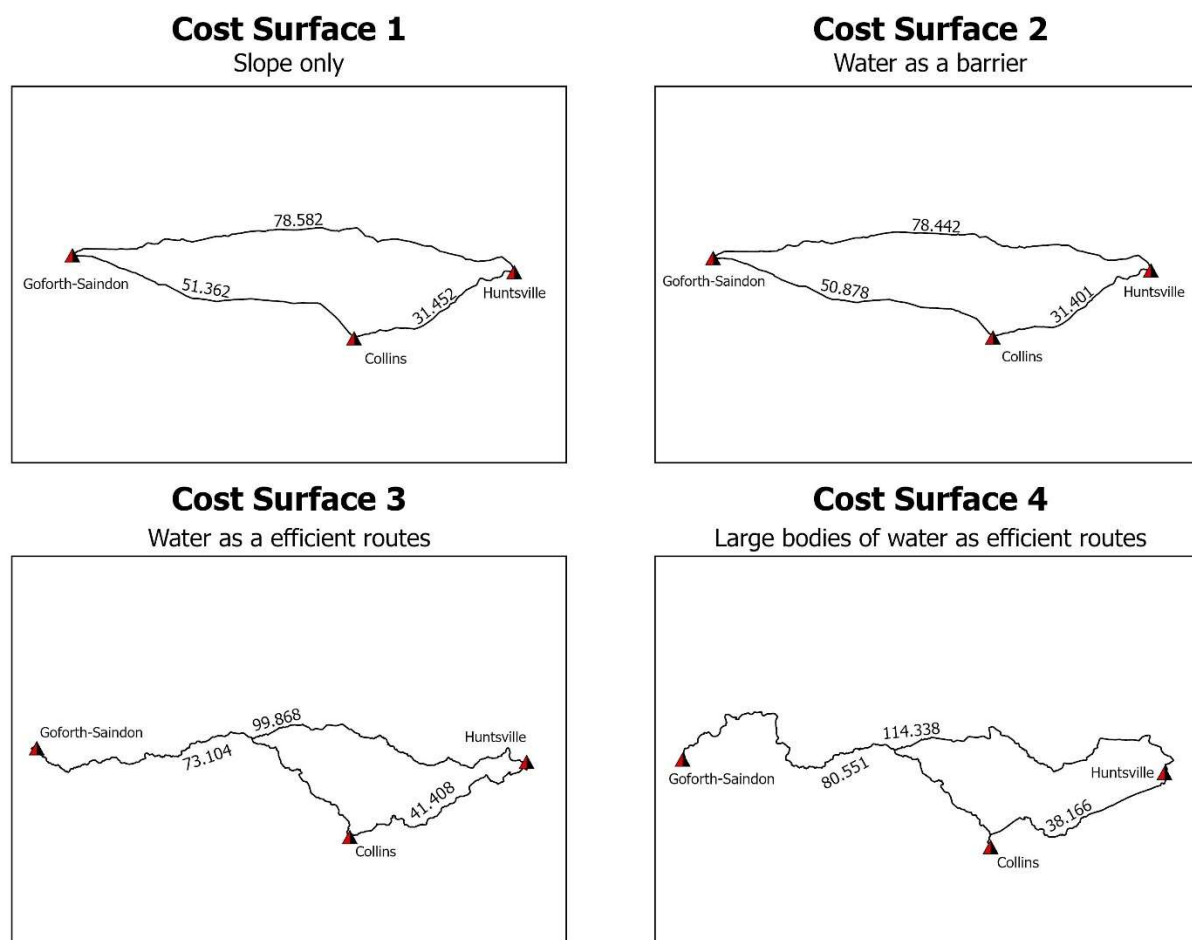 Cost Surface 1
Slope only
78.582
Goforth-Saindon
51.362
31.452
Huntsville
Collins
Cost Surface 2
Water as a barrier
78.442
Goforth-Saindon
50.878
31.401
Huntsville
Collins
Cost Surface 3
Water as a efficient routes
99.868
Goforth-Saindon
73.104
Huntsville
41.408
Collins
Cost Surface 4
Large bodies of water as efficient routes
114.338
Goforth-Saindon
80.551
Huntsville
38.166
Collins